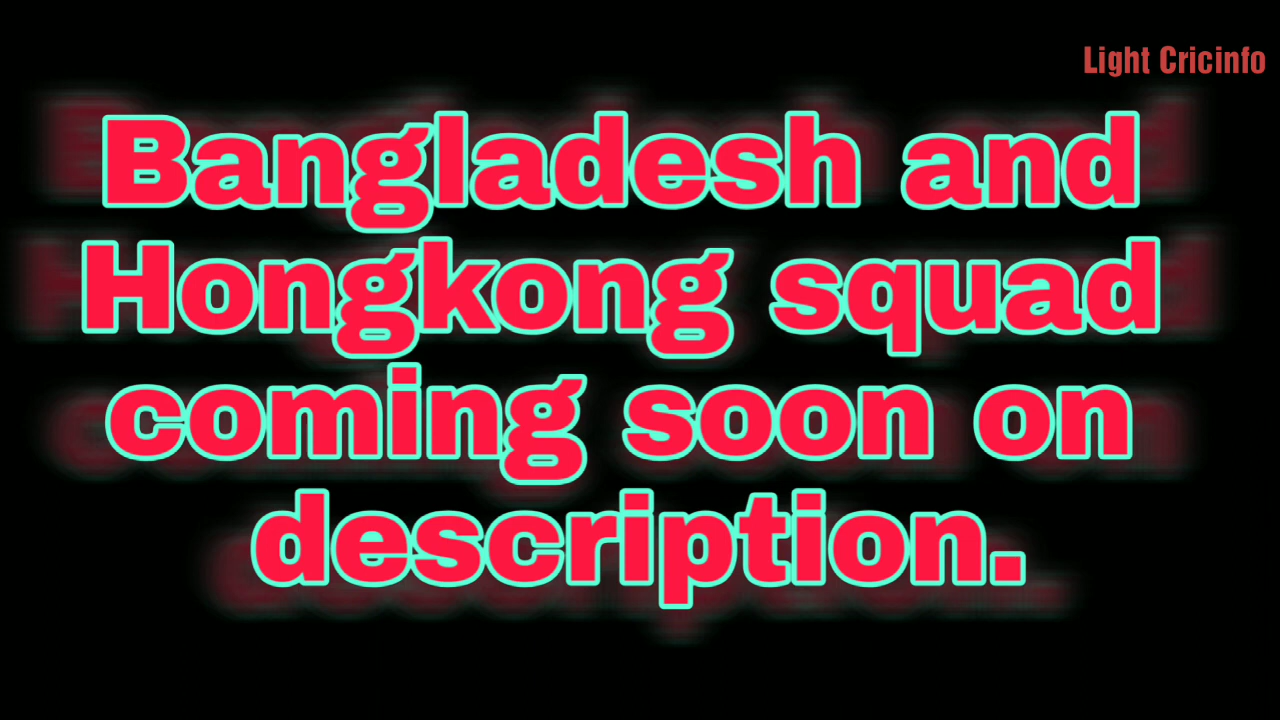 Light Cricinfo
Bangladesh and
Hongkong squad
coming soon on
description.